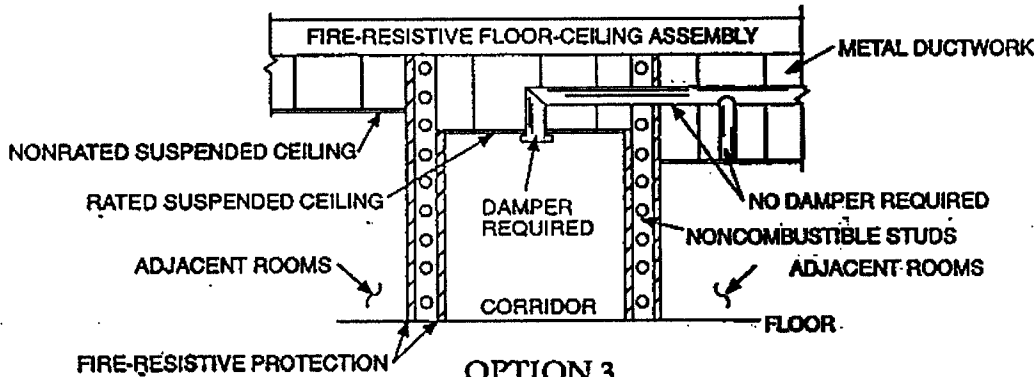 FIRE-RESISTIVE FLOOR-CEILING ASSEMBLY
METAL DUCTWORK
NONRATED SUSPENDED CEILING
RATED SUSPENDED CEILING
DAMPER
REQUIRED
NO DAMPER REQUIRED
NONCOMBUSTIBLE STUDS
ADJACENT ROOMS
ADJACENT ROOMS
CORRIDOR
FLOOR
FIRE-RESISTIVE PROTECTION
OPTION 3